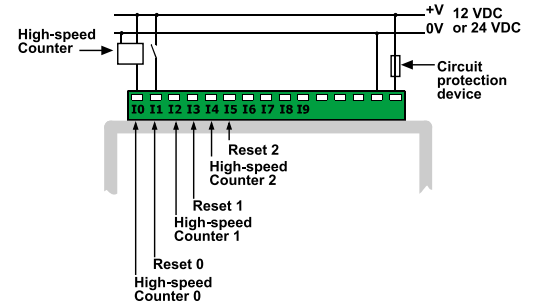 +V 12 VDC
0V or 24 VDC
High-speed
Counter
Circuit
protection
device
I0 I1 I2 I3 I4 I5 I6 I7 I8 I9
Reset 2
High-speed
Counter 2
Reset 1
High-speed
Counter 1
Reset 0
High-speed
Counter 0